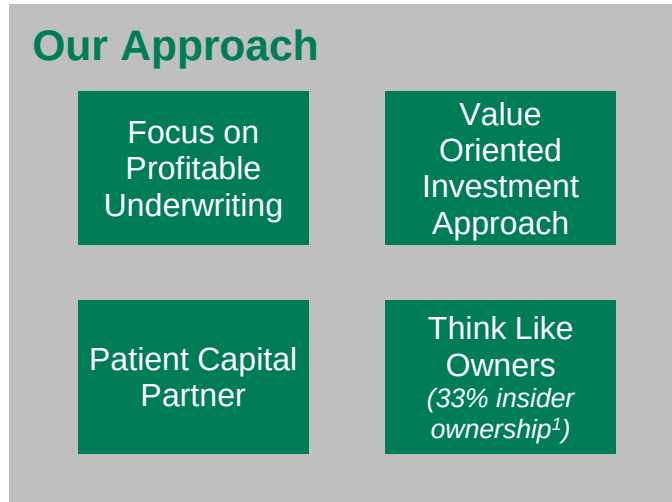 Our Approach
Focus on
Profitable
Underwriting
Value
Oriented
Investment
Approach
Patient Capital
Partner
Think Like
Owners
(33% insider
ownership¹)